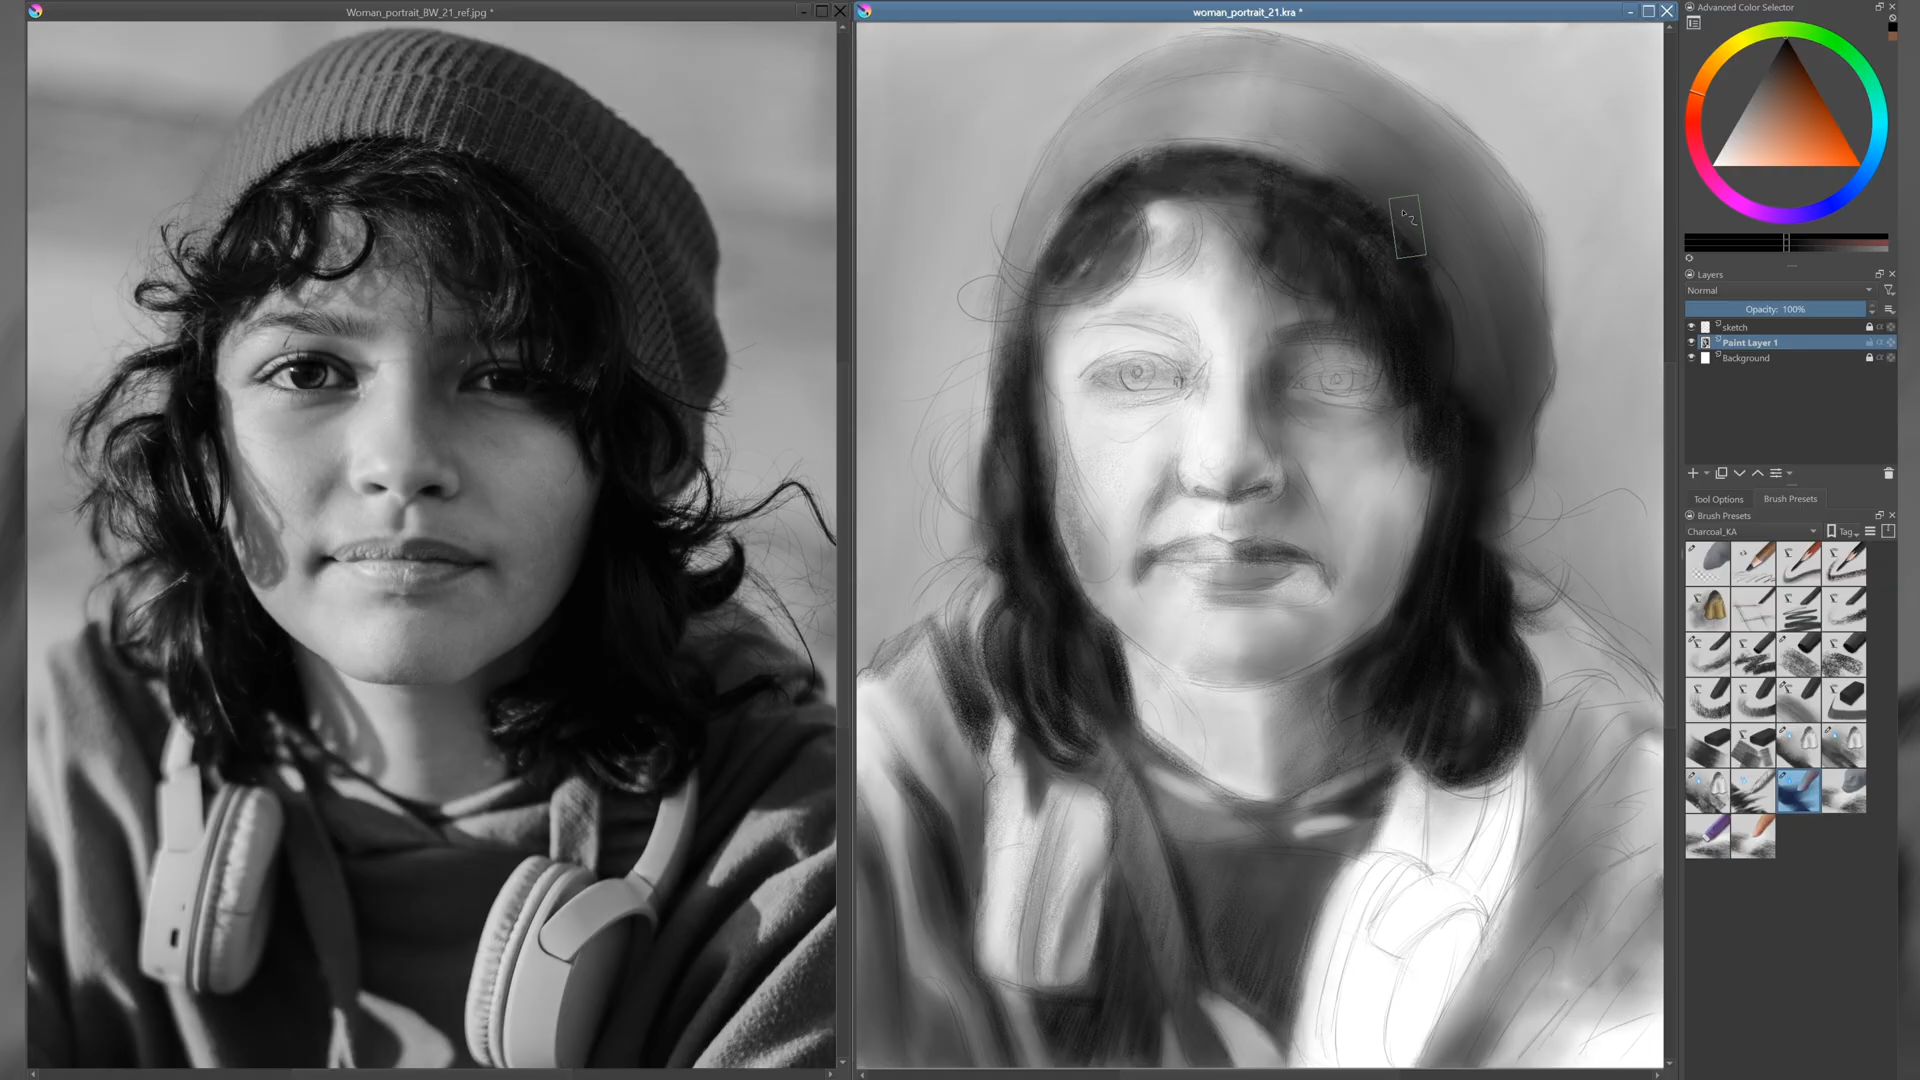 Woman_portrait_BW_21_ref.jpg *
woman_portrait_21.kra *
Advanced Color Selector
Layers
Normal
Opacity: 100%
sketch
Paint Layer 1
Background
Tool Options
Brush Presets
Brush Presets
Charcoal_KA
Tag